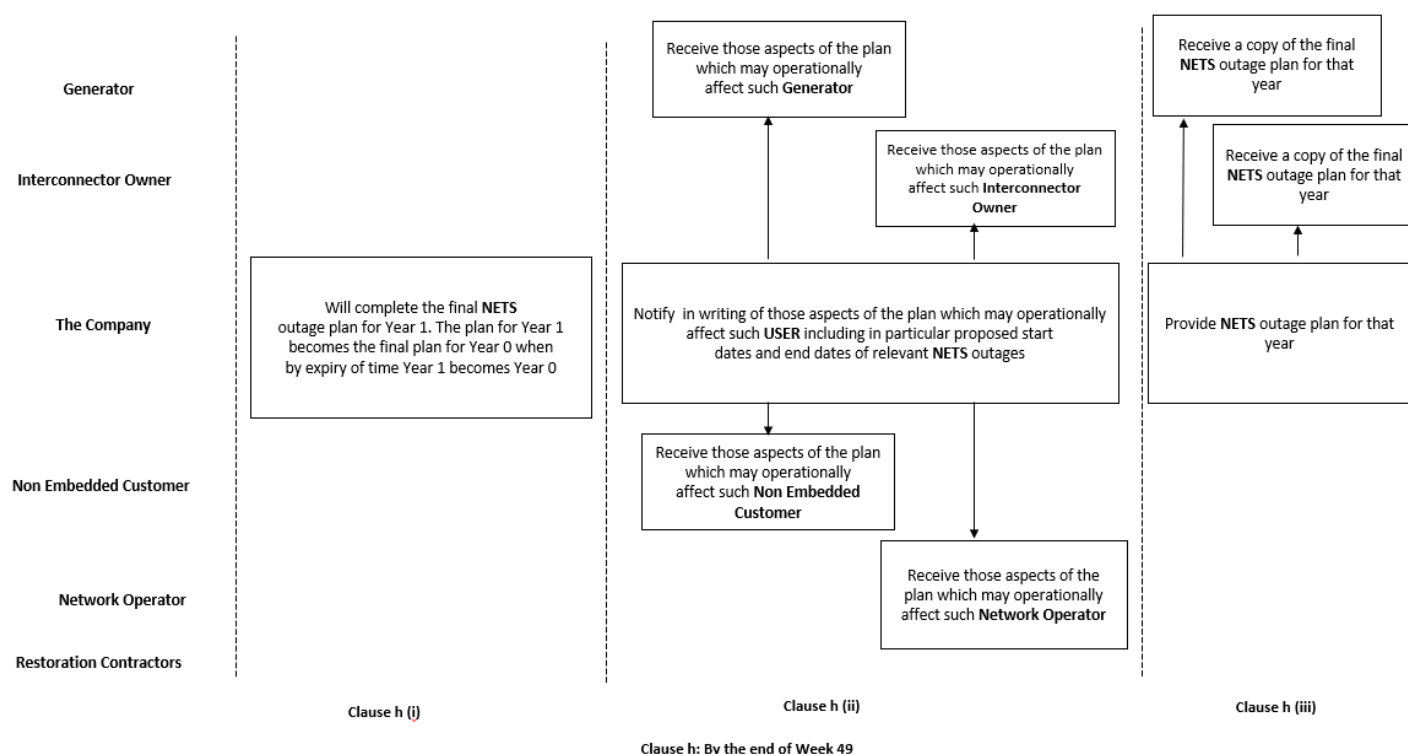 Generator
Interconnector Owner
The Company
Non Embedded Customer
Network Operator
Restoration Contractors
Will complete the final NETS
outage plan for Year 1. The plan for Year 1
becomes the final plan for Year 0 when
by expiry of time Year 1 becomes Year 0
Clause h (i)
Receive those aspects of the plan
which may operationally
affect such Generator
Receive those aspects of the plan
which may operationally
affect such Interconnector
Owner
Notify in writing of those aspects of the plan which may operationally
affect such USER including in particular proposed start
dates and end dates of relevant NETS outages
Receive those aspects of the plan
which may operationally
affect such Non Embedded
Customer
Receive those aspects of the
plan which may operationally
affect such Network Operator
Clause h (ii)
Receive a copy of the final
NETS outage plan for that
year
Receive a copy of the final
NETS outage plan for that
year
Provide NETS outage plan for that
year
Clause h (iii)
Clause h: By the end of Week 49